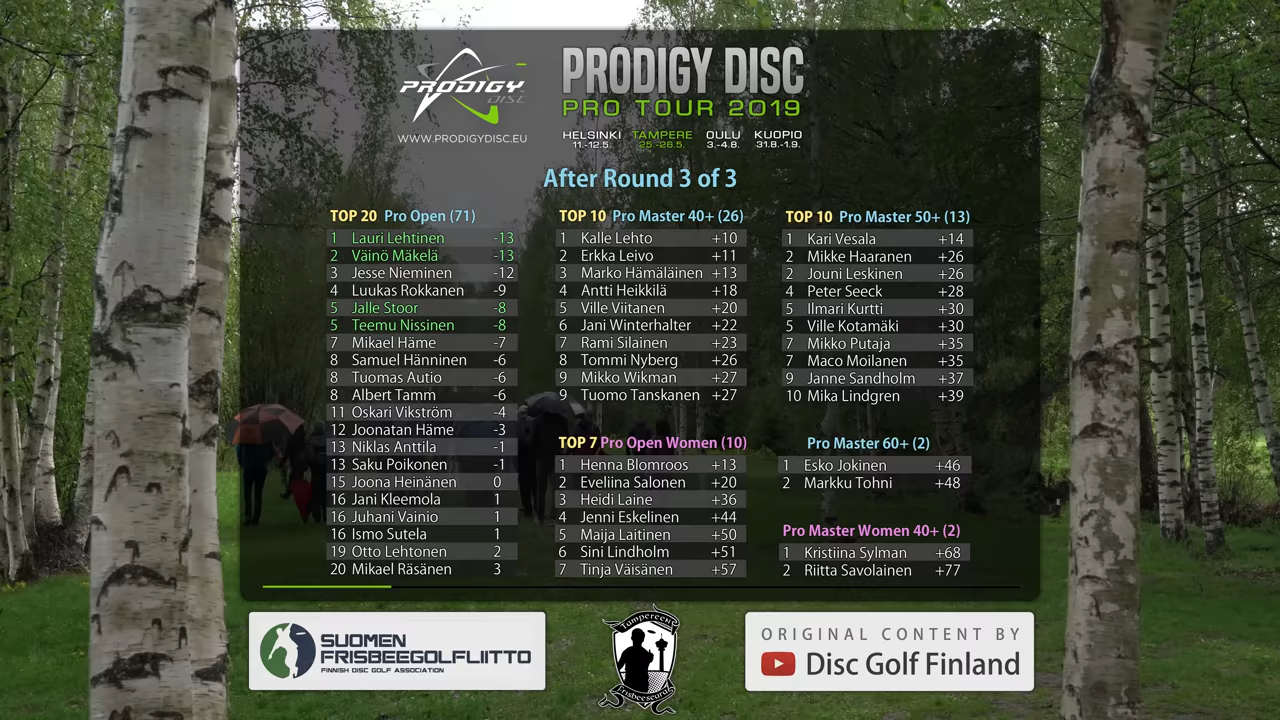 PRODIGY
DISC
WWW.PRODIGYDISC.EU
PRODIGY DISC
PRO TOUR 2019
HELSINKI TAMPERE OULU KUOPIO
11.-12.5. 25.-26.5. 3.-4.8. 31.8.-1.9.
After Round 3 of 3
TOP 20 Pro Open (71)
1 Lauri Lehtinen -13
2 Väinö Mäkelä -13
3 Jesse Nieminen -12
4 Luukas Rokkanen -9
5 Jalle Stoor -8
5 Teemu Nissinen -8
7 Mikael Häme -7
8 Samuel Hänninen -6
8 Tuomas Autio -6
8 Albert Tamm -6
11 Oskari Vikström -4
12 Joonatan Häme -3
13 Niklas Anttila -1
13 Saku Poikonen -1
15 Joona Heinänen 0
16 Jani Kleemola 1
16 Juhani Vainio 1
16 Ismo Sutela 1
19 Otto Lehtonen 2
20 Mikael Räsänen 3
TOP 10 Pro Master 40+ (26)
1 Kalle Lehto +10
2 Erkka Leivo +11
3 Marko Hämäläinen +13
4 Antti Heikkilä +18
5 Ville Viitanen +20
6 Jani Winterhalter +22
7 Rami Silainen +23
8 Tommi Nyberg +26
9 Mikko Wikman +27
9 Tuomo Tanskanen +27
TOP 7 Pro Open Women (10)
1 Henna Blomroos +13
2 Eveliina Salonen +20
3 Heidi Laine +36
4 Jenni Eskelinen +44
5 Maija Laitinen +50
6 Sini Lindholm +51
7 Tinja Väisänen +57
TOP 10 Pro Master 50+ (13)
1 Kari Vesala +14
2 Mikke Haaranen +26
2 Jouni Leskinen +26
4 Peter Seeck +28
5 Ilmari Kurtti +30
5 Ville Kotamäki +30
7 Mikko Putaja +35
7 Maco Moilanen +35
9 Janne Sandholm +37
10 Mika Lindgren +39
Pro Master 60+ (2)
1 Esko Jokinen +46
2 Markku Tohni +48
Pro Master Women 40+ (2)
1 Kristiina Sylman +68
2 Riitta Savolainen +77
SUOMEN
FRISBEEGOLFLIITTO
FINNISH DISC GOLF ASSOCIATION
Tampereen
Frisbeeseura
ORIGINAL CONTENT BY
Disc Golf Finland